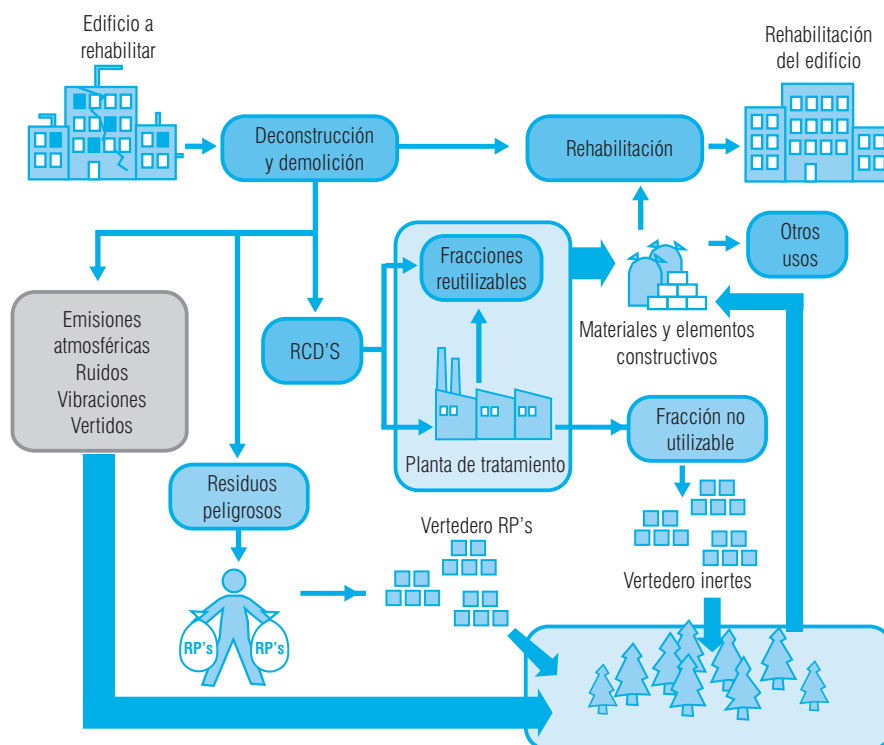 Edificio a
rehabilitar
Rehabilitación
del edificio
Deconstrucción
y demolición
Rehabilitación
Otros
usos
Fracciones
reutilizables
Emisiones
atmosféricas
Ruidos
Vibraciones
Vertidos
RCD'S
Materiales y elementos
constructivos
Fracción no
utilizable
Planta de tratamiento
Residuos
peligrosos
Vertedero RP's
Vertedero inertes
RP's
RP's